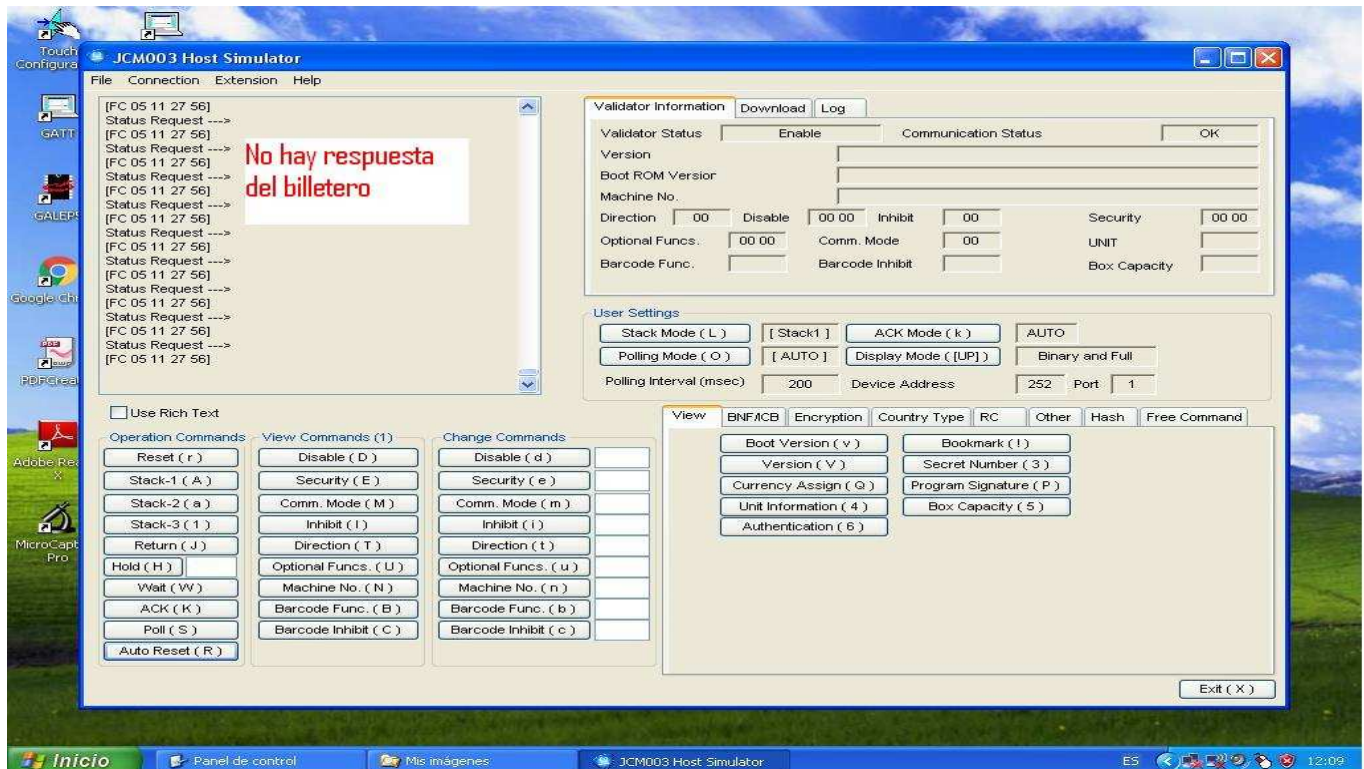 Touch
Configura
GATT
GALEPS
Google Ch
PDFCrea
Adobe Re
X
MicroCapt
Pro
JCM003 Host Simulator
File Connection Extension Help
[FC 05 11 27 56]
Status Request --->
[FC 05 11 27 56]
Status Request --->
[FC 05 11 27 56]
Status Request --->
[FC 05 11 27 56]
Status Request --->
[FC 05 11 27 56]
Status Request --->
[FC 05 11 27 56]
Status Request --->
[FC 05 11 27 56]
Status Request --->
[FC 05 11 27 56]
Status Request --->
[FC 05 11 27 56]
Status Request --->
[FC 05 11 27 56]
No hay respuesta
del billetero
Validator Information Download Log
Validator Status Enable Communication Status OK
Version
Boot ROM Version
Machine No.
Direction 00 Disable 00 00 Inhibit 00 Security 00 00
Optional Funcs. 00 00 Comm. Mode 00 UNIT
Barcode Func. Barcode Inhibit Box Capacity
User Settings
Stack Mode ( L ) [ Stack1 ] ACK Mode ( k ) AUTO
Polling Mode ( O ) [ AUTO ] Display Mode ( [UP] ) Binary and Full
Polling Interval (msec) 200 Device Address 252 Port 1
Use Rich Text
Operation Commands View Commands (1) Change Commands
Reset ( r ) Disable ( D ) Disable ( d )
Stack-1 ( A ) Security ( E ) Security ( e )
Stack-2 ( a ) Comm. Mode ( M ) Comm. Mode ( m )
Stack-3 ( 1 ) Inhibit ( I ) Inhibit ( i )
Return ( J ) Direction ( T ) Direction ( t )
Hold ( H ) Optional Funcs. ( U ) Optional Funcs. ( u )
Wait ( W ) Machine No. ( N ) Machine No. ( n )
ACK ( K ) Barcode Func. ( B ) Barcode Func. ( b )
Poll ( S ) Barcode Inhibit ( C ) Barcode Inhibit ( c )
Auto Reset ( R )
View BNF/ICB Encryption Country Type RC Other Hash Free Command
Boot Version ( v ) Bookmark ( ! )
Version ( V ) Secret Number ( 3 )
Currency Assign ( Q ) Program Signature ( P )
Unit Information ( 4 ) Box Capacity ( 5 )
Authentication ( 6 )
Exit ( X )
Inicio Panel de control Mis imágenes JCM003 Host Simulator ES 12:09